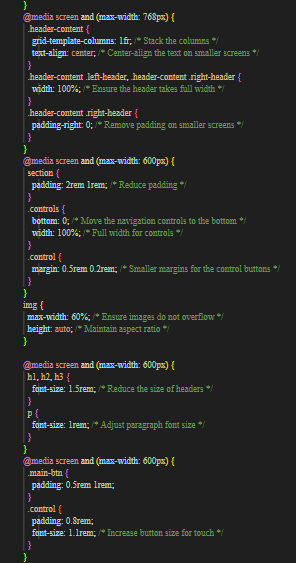 }
@media screen and (max-width: 768px) {
.header-content {
grid-template-columns: 1fr; /* Stack the columns */
text-align: center; /* Center-align the text on smaller screens */
}
.header-content .left-header, .header-content .right-header {
width: 100%; /* Ensure the header takes full width */
}
.header-content .right-header {
padding-right: 0; /* Remove padding on smaller screens */
}
}
@media screen and (max-width: 600px) {
section {
padding: 2rem 1rem; /* Reduce padding */
}
.controls {
bottom: 0; /* Move the navigation controls to the bottom */
width: 100%; /* Full width for controls */
}
.control {
margin: 0.5rem 0.2rem; /* Smaller margins for the control buttons */
}
}
img {
max-width: 60%; /* Ensure images do not overflow */
height: auto; /* Maintain aspect ratio */
}
@media screen and (max-width: 600px) {
h1, h2, h3 {
font-size: 1.5rem; /* Reduce the size of headers */
}
p {
font-size: 1rem; /* Adjust paragraph font size */
}
}
@media screen and (max-width: 600px) {
.main-btn {
padding: 0.5rem 1rem;
}
.control {
padding: 0.8rem;
font-size: 1.1rem; /* Increase button size for touch */
}
}